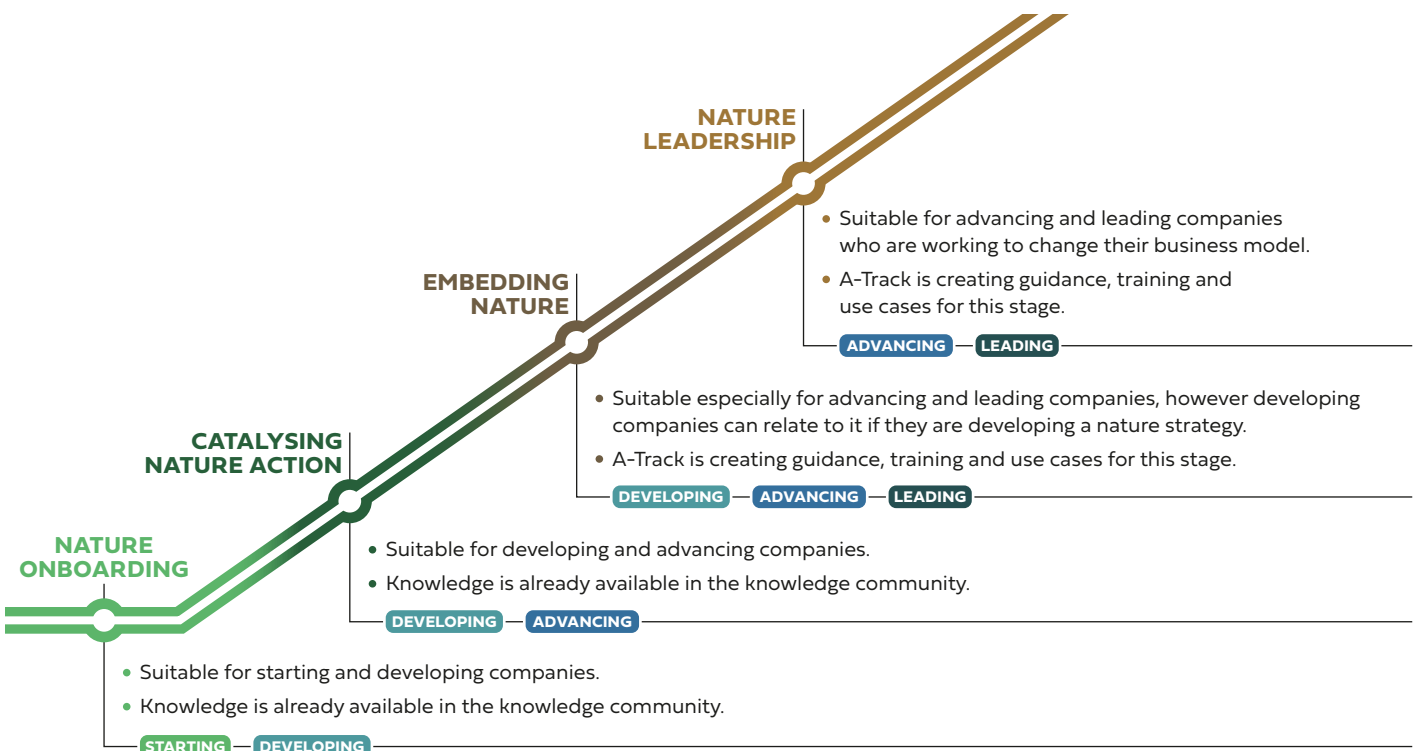 NATURE
LEADERSHIP
• Suitable for advancing and leading companies
who are working to change their business model.
• A-Track is creating guidance, training and
use cases for this stage.
ADVANCING LEADING
EMBEDDING
NATURE
• Suitable especially for advancing and leading companies, however developing
companies can relate to it if they are developing a nature strategy.
• A-Track is creating guidance, training and use cases for this stage.
DEVELOPING ADVANCING LEADING
CATALYSING
NATURE ACTION
• Suitable for developing and advancing companies.
• Knowledge is already available in the knowledge community.
DEVELOPING ADVANCING
NATURE
ONBOARDING
• Suitable for starting and developing companies.
• Knowledge is already available in the knowledge community.
STARTING DEVELOPING